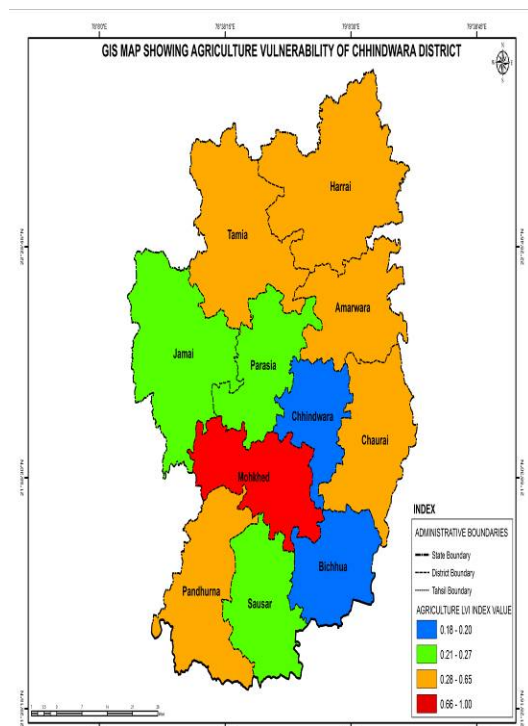 GIS MAP SHOWING AGRICULTURE VULNERABILITY OF CHHINDWARA DISTRICT
Harrai
Tamia
Amarwara
Jamai
Parasia
Chhindwara
Chaurai
Mohkhed
Bichhua
Pandhurna
Sausar
INDEX
ADMINISTRATIVE BOUNDARIES
State Boundary
District Boundary
Tahsil Boundary
AGRICULTURE LVI INDEX VALUE
0.18 - 0.20
0.21 - 0.27
0.28 - 0.65
0.66 - 1.00